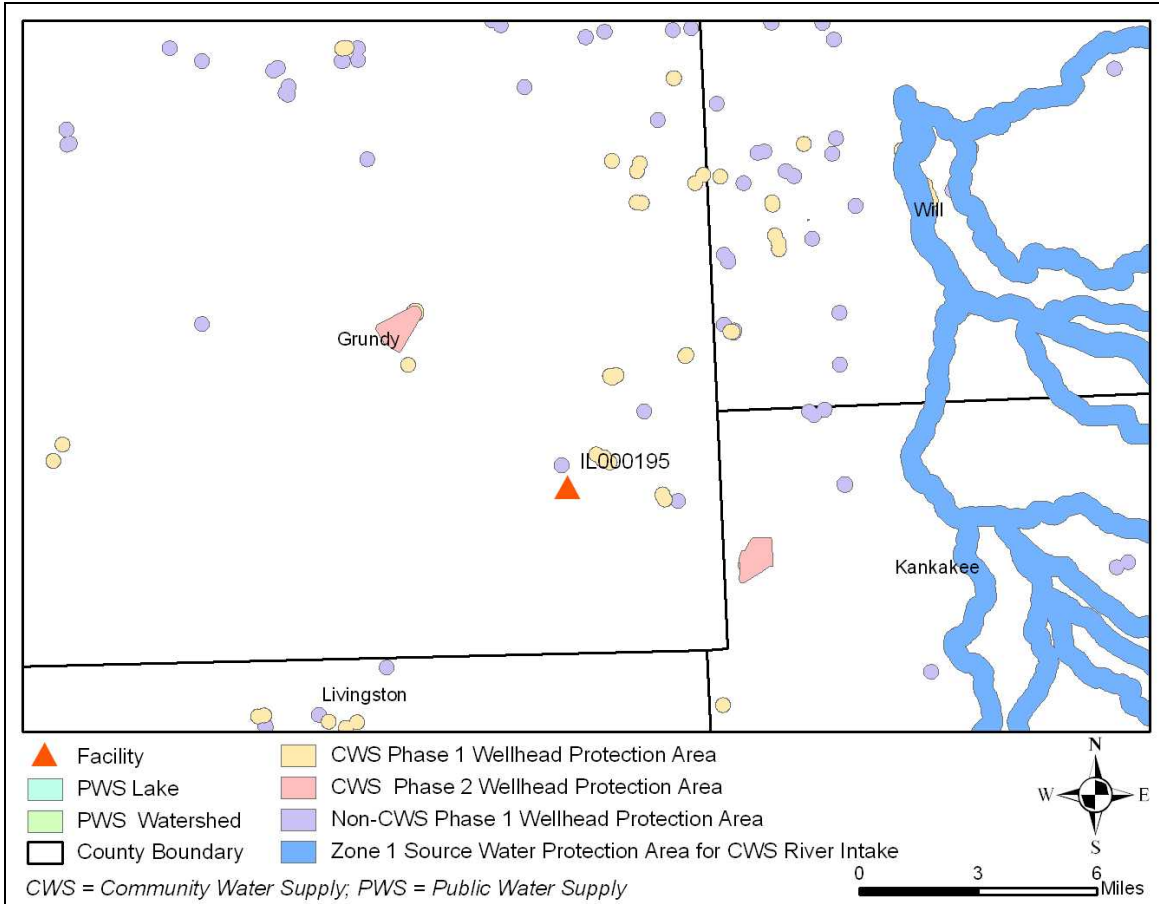 Will
Grundy
IL000195
Kankakee
Livingston
Facility
PWS Lake
PWS Watershed
County Boundary
CWS Phase 1 Wellhead Protection Area
CWS Phase 2 Wellhead Protection Area
Non-CWS Phase 1 Wellhead Protection Area
Zone 1 Source Water Protection Area for CWS River Intake
CWS = Community Water Supply; PWS = Public Water Supply
N
W E
S
0 3 6 Miles